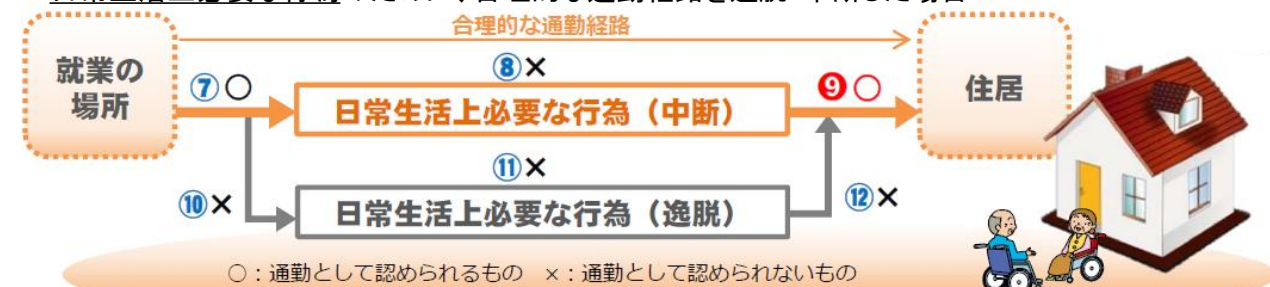 合理的な通勤経路
就業の
場所
⑦○
⑧×
日常生活上必要な行為（中断）
❾○
住居
⑩×
⑪×
日常生活上必要な行為（逸脱）
⑫×
○：通勤として認められるもの　×：通勤として認められないもの